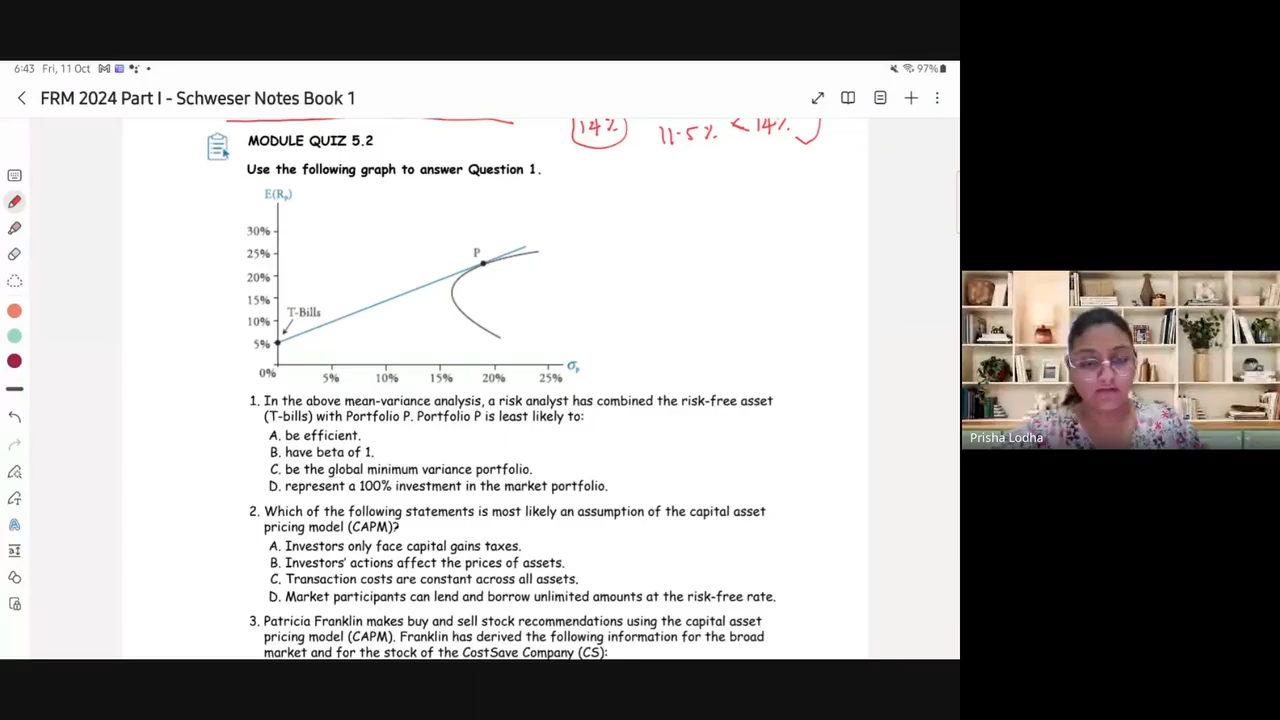 6:43 Fri, 11 Oct 97%
FRM 2024 Part I - Schweser Notes Book 1
14% 11.5% < 14%
MODULE QUIZ 5.2
Use the following graph to answer Question 1.
E(Rp)
30%
25%
20%
15%
10%
5%
0%
P
T-Bills
5% 10% 15% 20% 25% σp
1. In the above mean-variance analysis, a risk analyst has combined the risk-free asset
(T-bills) with Portfolio P. Portfolio P is least likely to:
A. be efficient.
B. have beta of 1.
C. be the global minimum variance portfolio.
D. represent a 100% investment in the market portfolio.
2. Which of the following statements is most likely an assumption of the capital asset
pricing model (CAPM)?
A. Investors only face capital gains taxes.
B. Investors' actions affect the prices of assets.
C. Transaction costs are constant across all assets.
D. Market participants can lend and borrow unlimited amounts at the risk-free rate.
3. Patricia Franklin makes buy and sell stock recommendations using the capital asset
pricing model (CAPM). Franklin has derived the following information for the broad
market and for the stock of the CostSave Company (CS):
Prisha Lodha